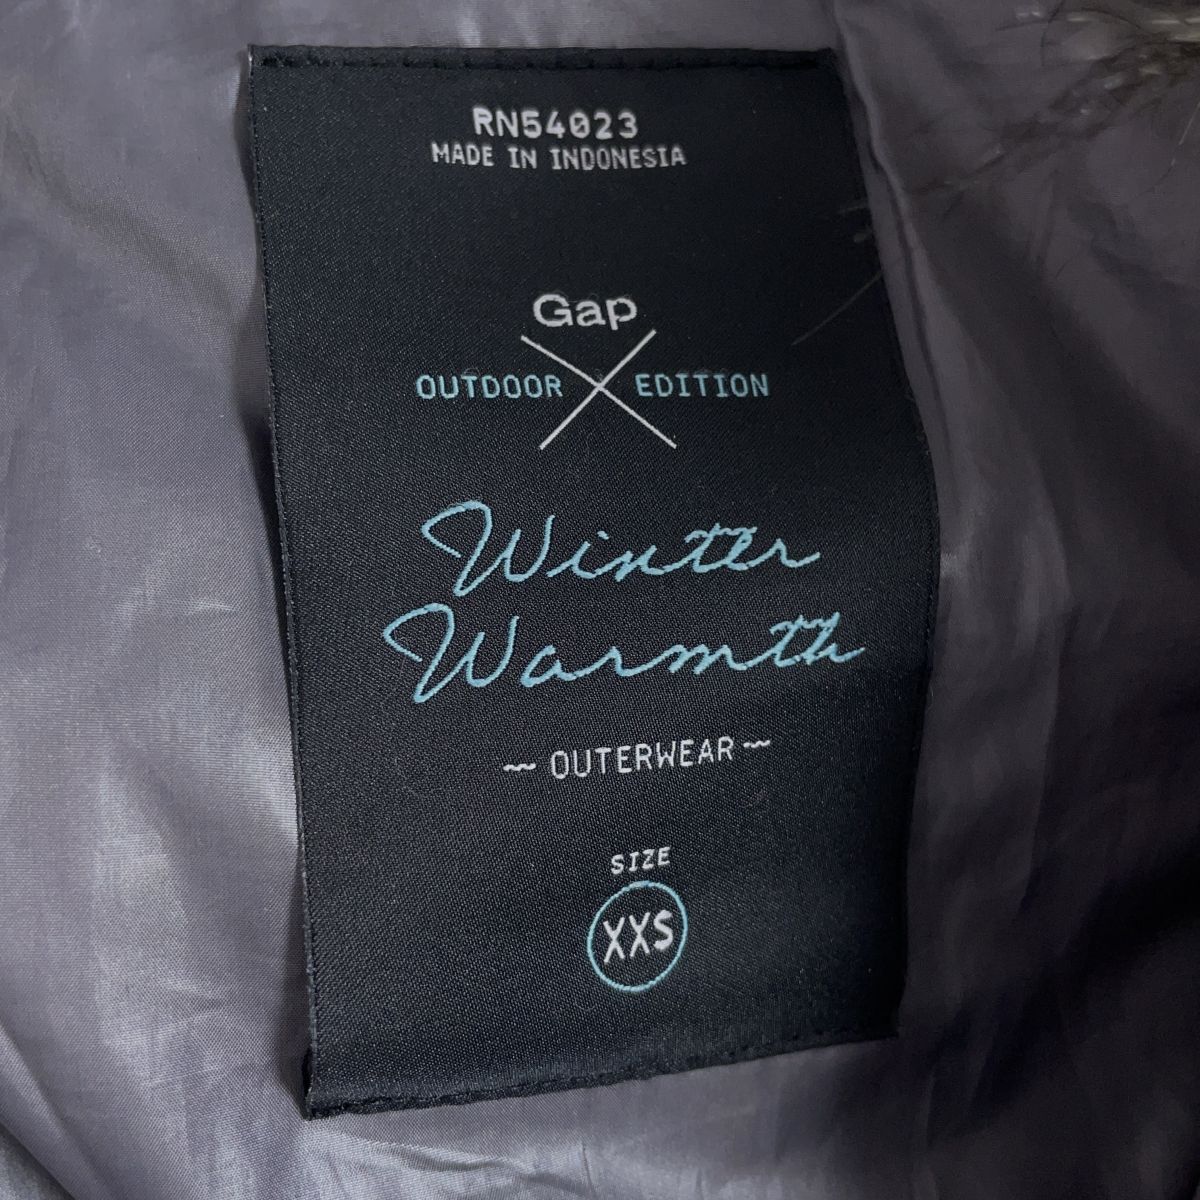 RN54023
MADE IN INDONESIA
Gap
OUTDOOR EDITION
Winter
Warmth
~ OUTERWEAR ~
SIZE
XXS